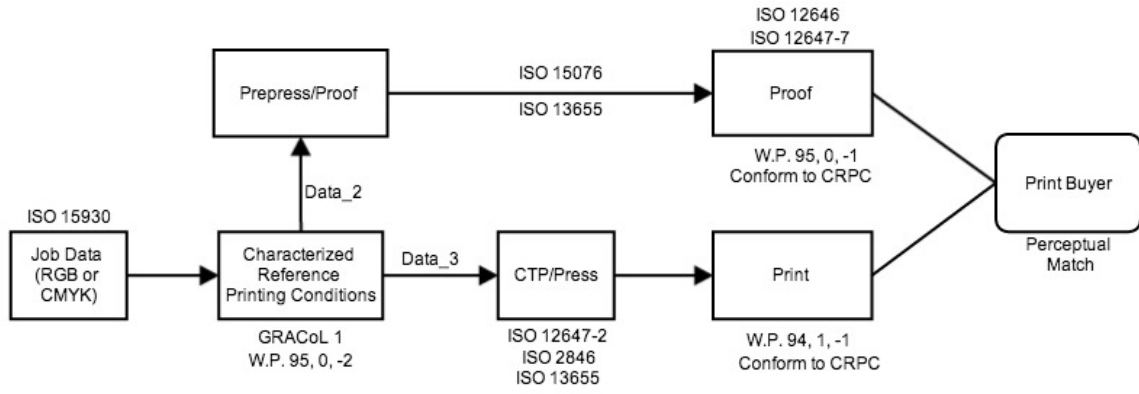 ISO 12646
ISO 12647-7
Prepress/Proof
ISO 15076
ISO 13655
Proof
W.P. 95, 0, -1
Conform to CRPC
Print Buyer
Perceptual
Match
Data_2
ISO 15930
Job Data
(RGB or
CMYK)
Characterized
Reference
Printing Conditions
GRACoL 1
W.P. 95, 0, -2
Data_3
CTP/Press
ISO 12647-2
ISO 2846
ISO 13655
Print
W.P. 94, 1, -1
Conform to CRPC